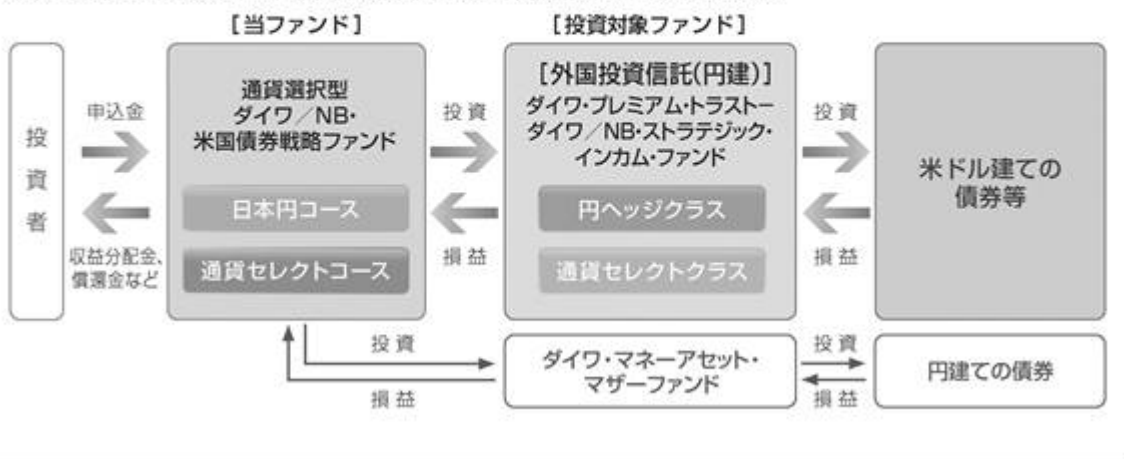 [当ファンド]
[投資対象ファンド]
投資者
申込金
収益分配金、
償還金など
通貨選択型
ダイワ／NB・
米国債券戦略ファンド
日本円コース
通貨セレクトコース
投資
損益
[外国投資信託(円建)]
ダイワ・プレミアム・トラストー
ダイワ／NB・ストラテジック・
インカム・ファンド
円ヘッジクラス
通貨セレクトクラス
投資
損益
米ドル建ての
債券等
投資
損益
ダイワ・マネーアセット・
マザーファンド
投資
損益
円建ての債券